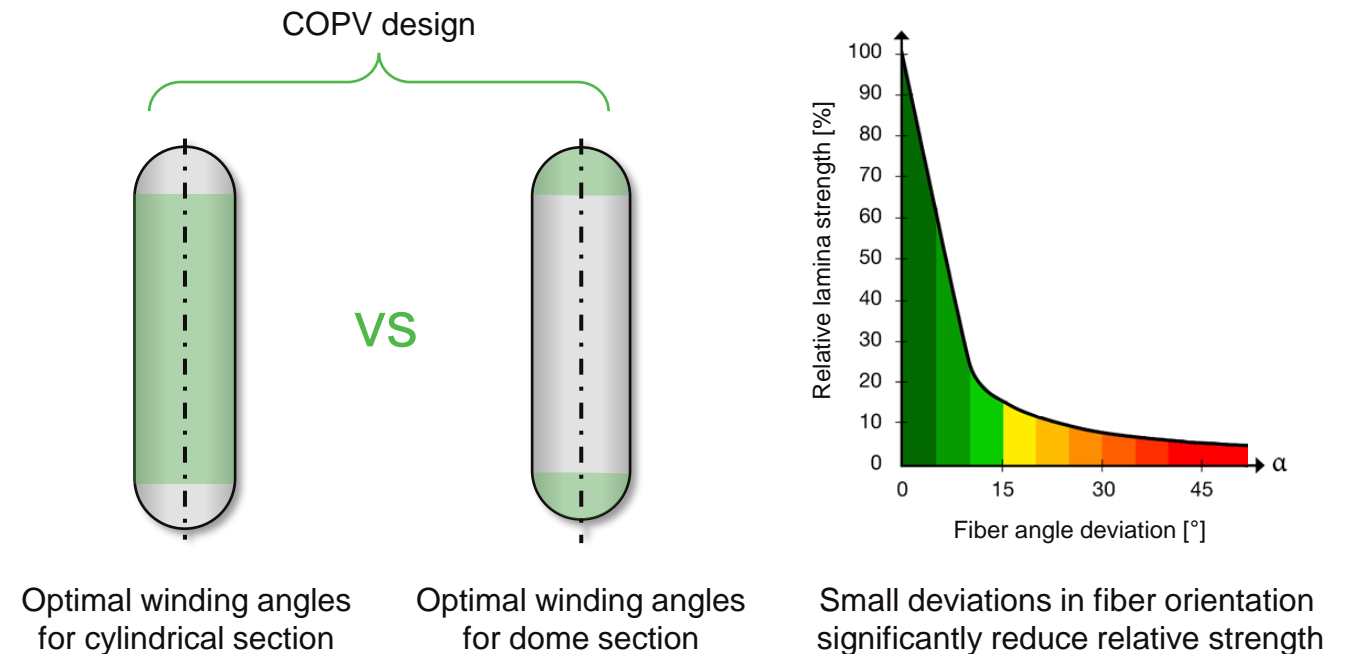 COPV design
vs
Optimal winding angles
for cylindrical section
Optimal winding angles
for dome section
Relative lamina strength [%]
100
90
80
70
60
50
40
30
20
10
0
0 15 30 45
α
Fiber angle deviation [°]
Small deviations in fiber orientation
significantly reduce relative strength